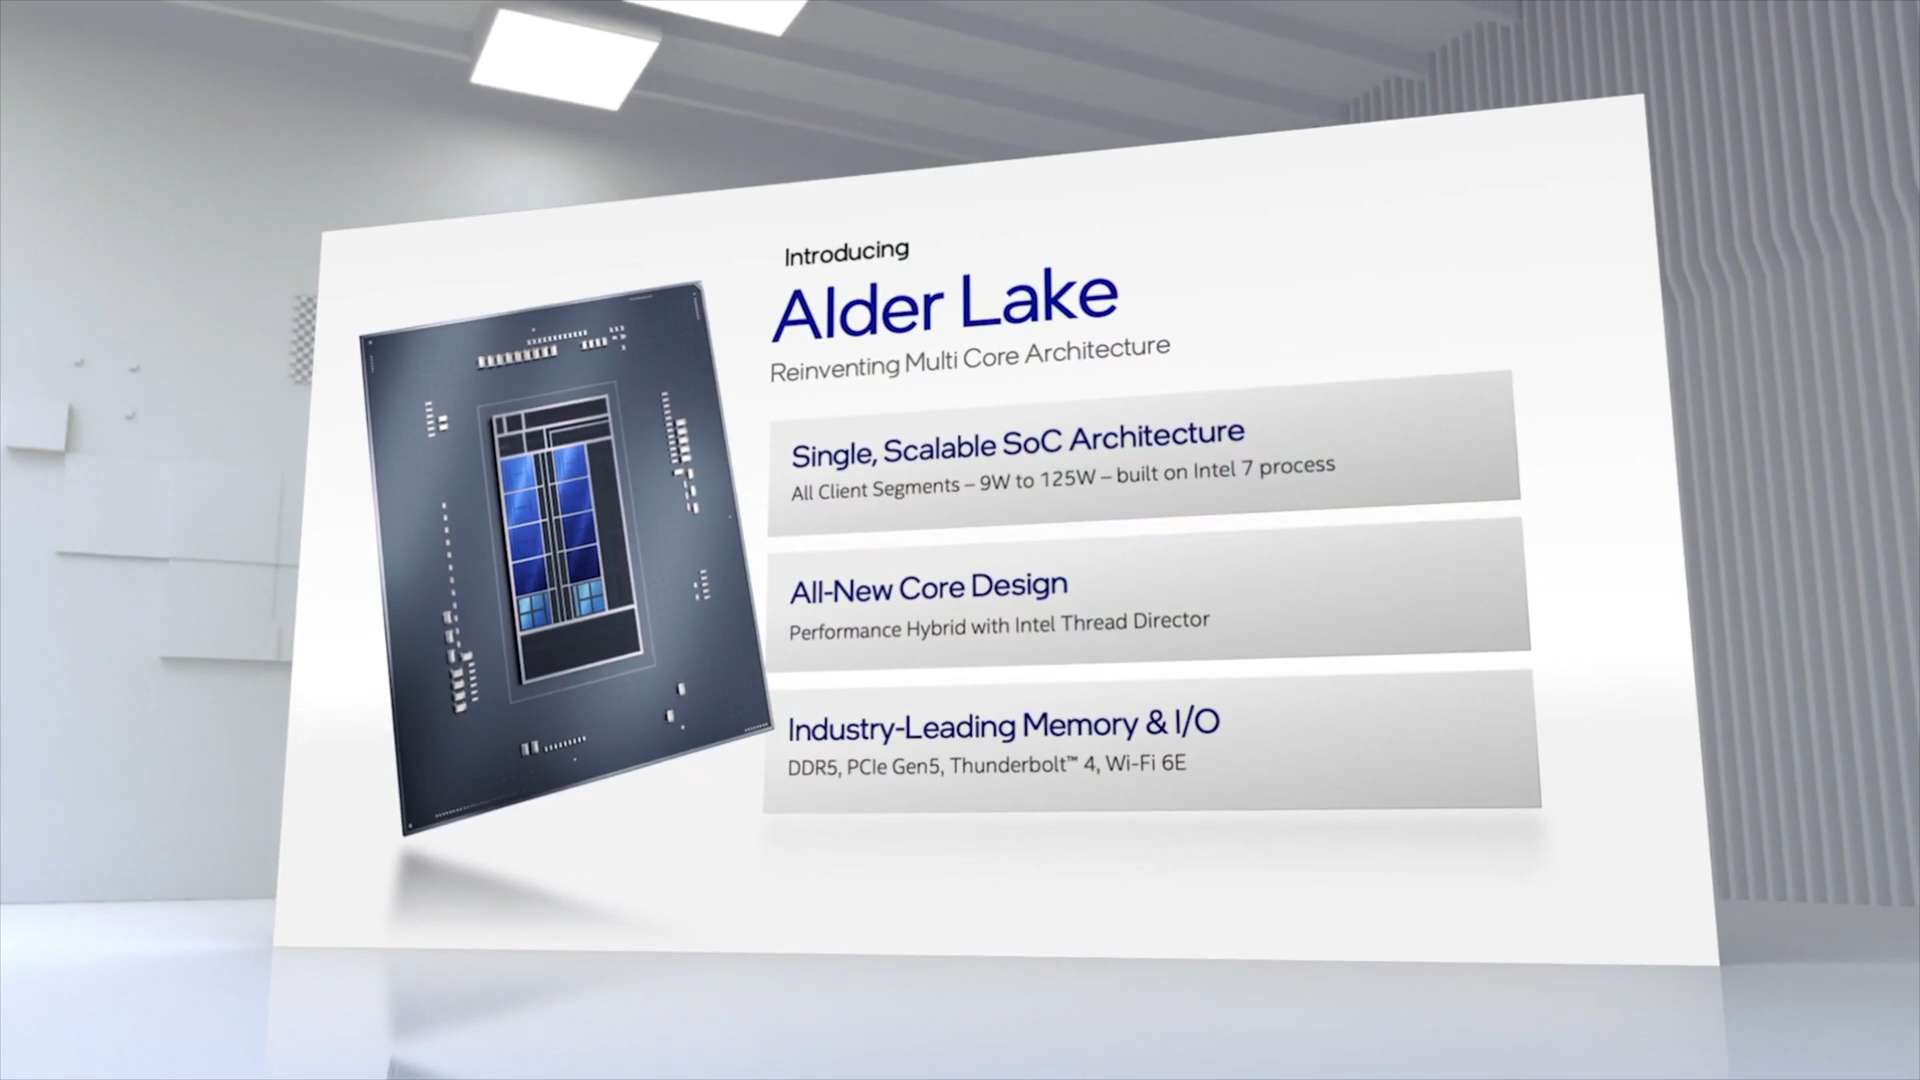 Introducing
Alder Lake
Reinventing Multi Core Architecture
Single, Scalable SoC Architecture
All Client Segments – 9W to 125W – built on Intel 7 process
All-New Core Design
Performance Hybrid with Intel Thread Director
Industry-Leading Memory & I/O
DDR5, PCIe Gen5, Thunderbolt™ 4, Wi-Fi 6E